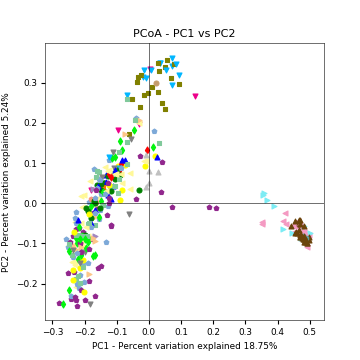 PCoA - PC1 vs PC2
PC2 - Percent variation explained 5.24%
0.3
0.2
0.1
0.0
−0.1
−0.2
−0.3 −0.2 −0.1 0.0 0.1 0.2 0.3 0.4 0.5
PC1 - Percent variation explained 18.75%